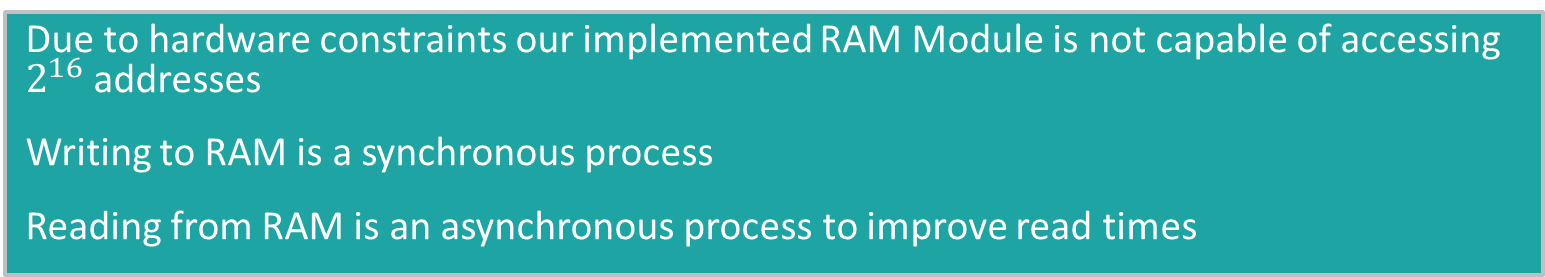 Due to hardware constraints our implemented RAM Module is not capable of accessing
2¹⁶ addresses
Writing to RAM is a synchronous process
Reading from RAM is an asynchronous process to improve read times